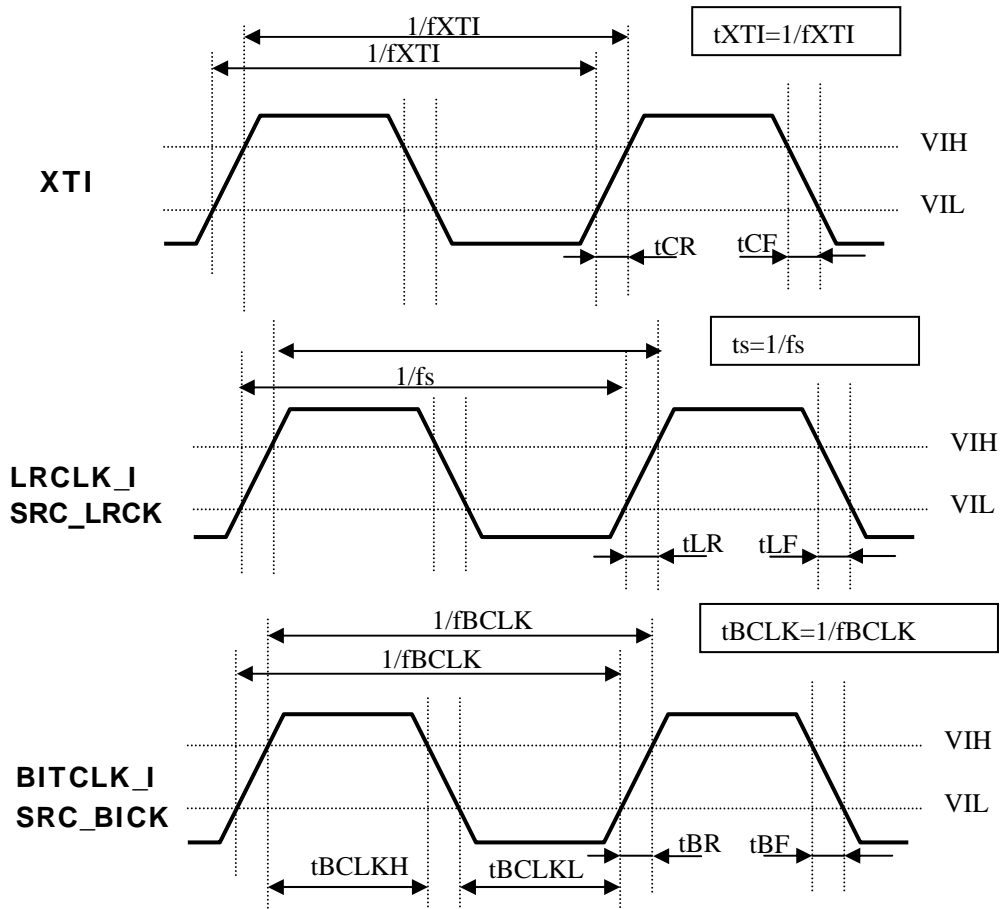 1/fXTI
tXTI=1/fXTI
1/fXTI
VIH
XTI
VIL
tCR
tCF
ts=1/fs
1/fs
VIH
LRCLK_I
SRC_LRCK
VIL
tLR
tLF
1/fBCLK
tBCLK=1/fBCLK
1/fBCLK
VIH
BITCLK_I
SRC_BICK
VIL
tBR
tBF
tBCLKH
tBCLKL